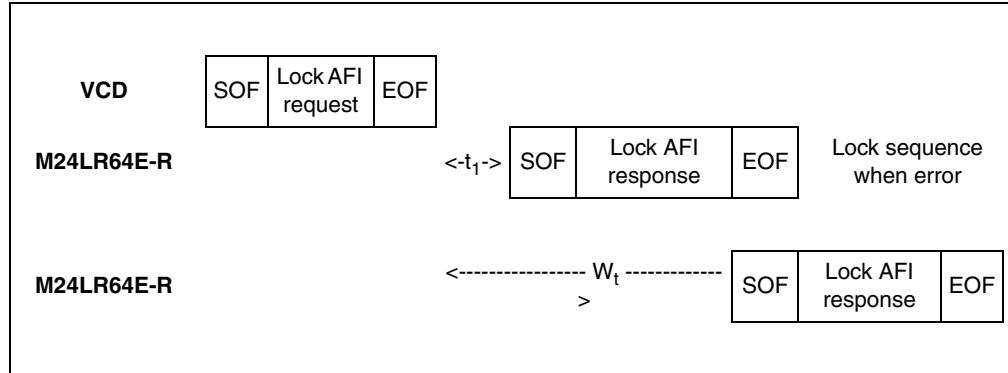 VCD SOF Lock AFI request EOF
M24LR64E-R <-t₁-> SOF Lock AFI response EOF Lock sequence when error
M24LR64E-R <----------------- Wₜ ------------- > SOF Lock AFI response EOF